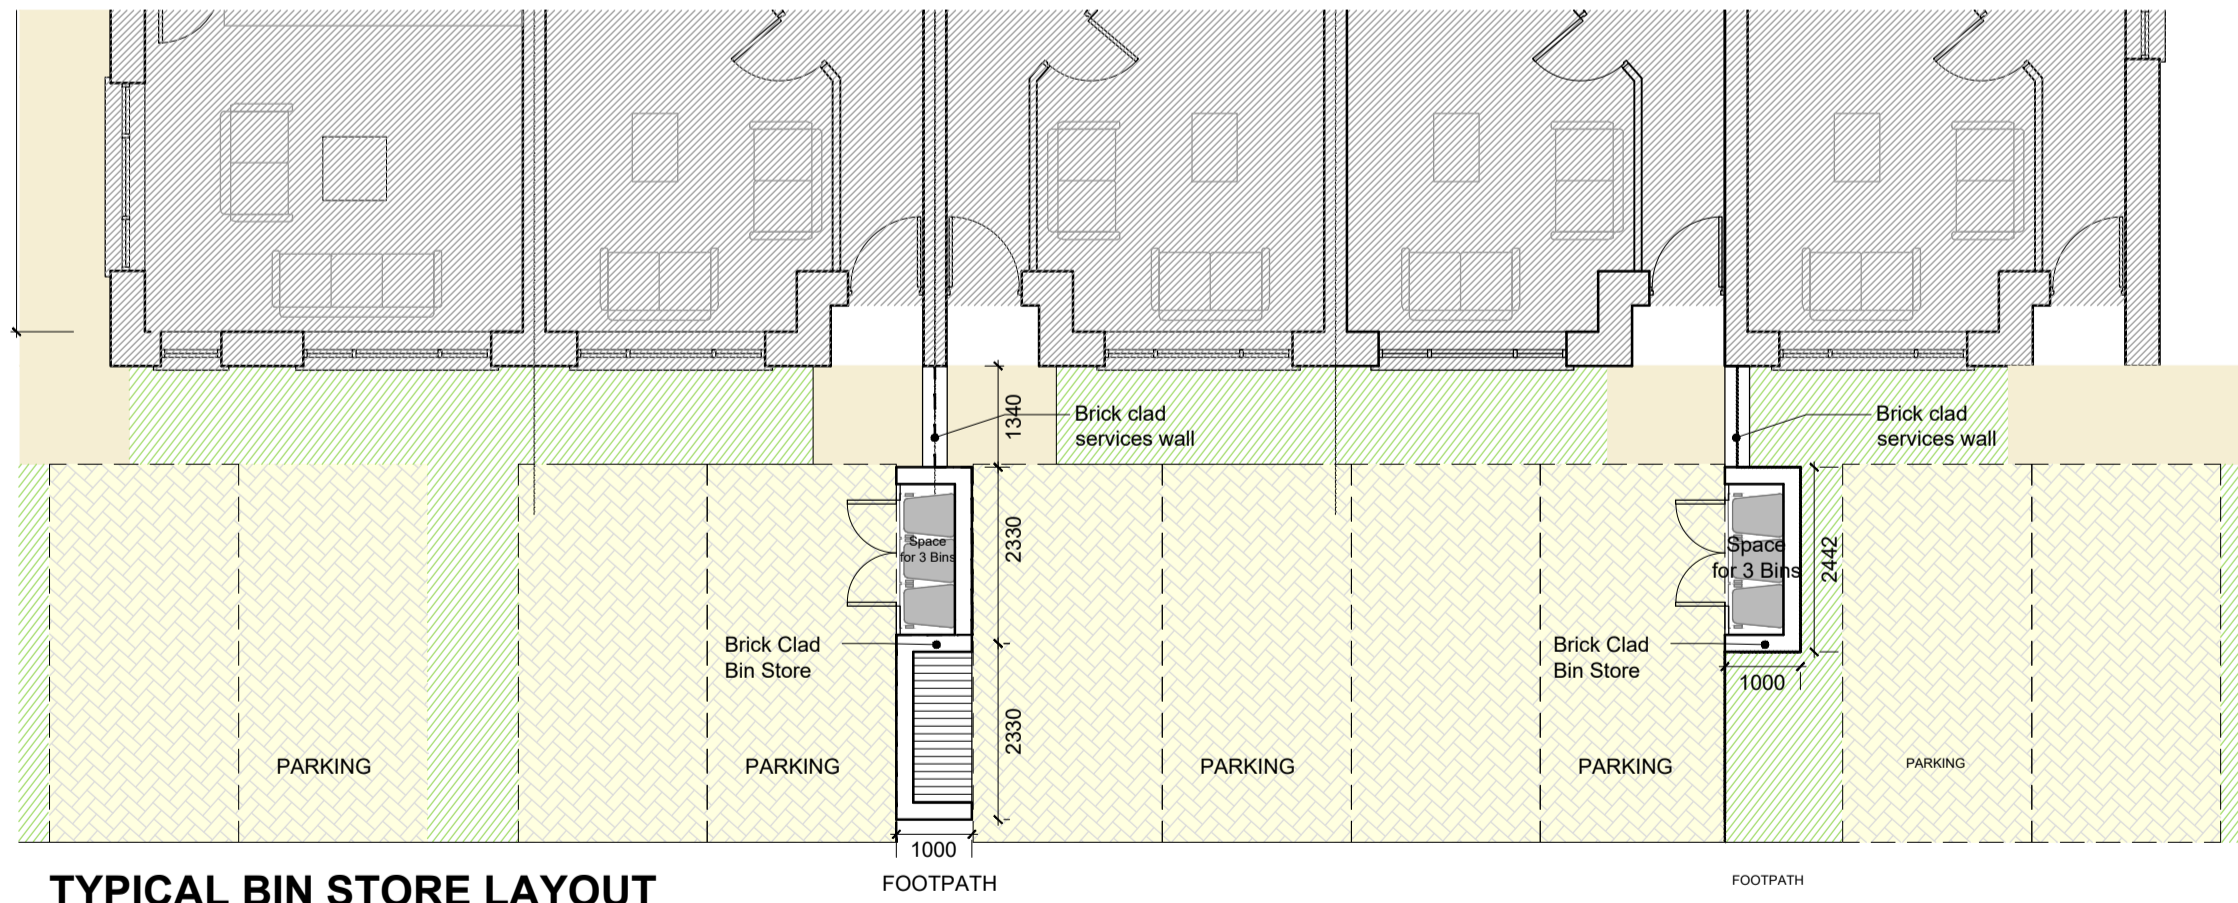 1340
Brick clad
services wall
Brick clad
services wall
Space
for 3 Bins
2330
Space
for 3 Bins
2442
Brick Clad
Bin Store
Brick Clad
Bin Store
1000
2330
PARKING
PARKING
PARKING
PARKING
PARKING
1000
FOOTPATH
FOOTPATH
TYPICAL BIN STORE LAYOUT